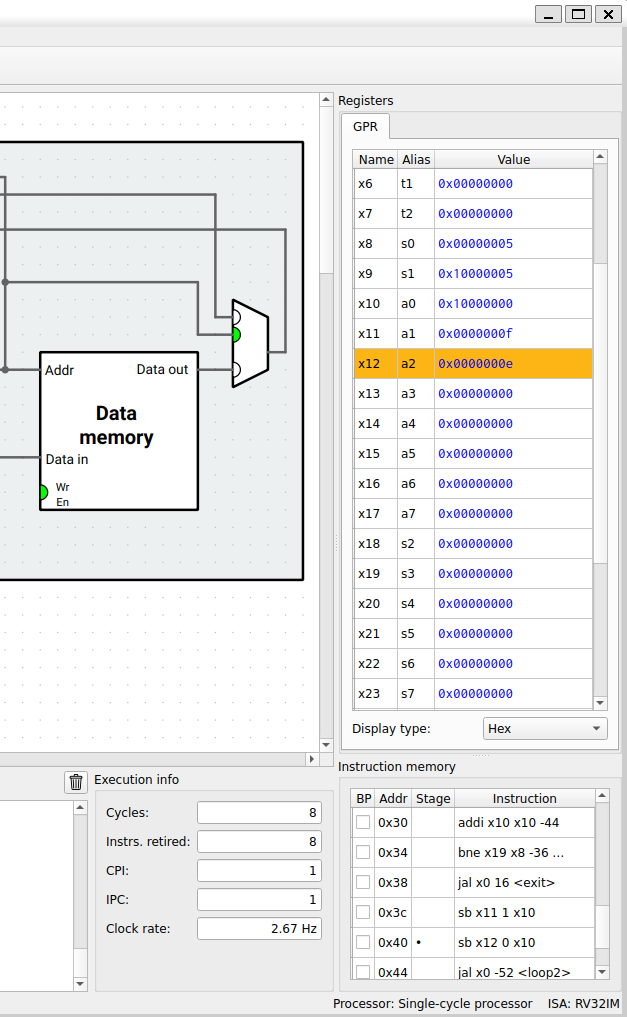 Registers
GPR
Name Alias Value
x6 t1 0x00000000
x7 t2 0x00000000
x8 s0 0x00000005
x9 s1 0x10000005
x10 a0 0x10000000
x11 a1 0x0000000f
x12 a2 0x0000000e
x13 a3 0x00000000
x14 a4 0x00000000
x15 a5 0x00000000
x16 a6 0x00000000
x17 a7 0x00000000
x18 s2 0x00000000
x19 s3 0x00000000
x20 s4 0x00000000
x21 s5 0x00000000
x22 s6 0x00000000
x23 s7 0x00000000
Display type: Hex
Addr Data out
Data
memory
Data in
Wr
En
Execution info
Cycles: 8
Instrs. retired: 8
CPI: 1
IPC: 1
Clock rate: 2.67 Hz
Instruction memory
BP Addr Stage Instruction
0x30 addi x10 x10 -44
0x34 bne x19 x8 -36 ...
0x38 jal x0 16 <exit>
0x3c sb x11 1 x10
0x40 • sb x12 0 x10
0x44 jal x0 -52 <loop2>
Processor: Single-cycle processor ISA: RV32IM